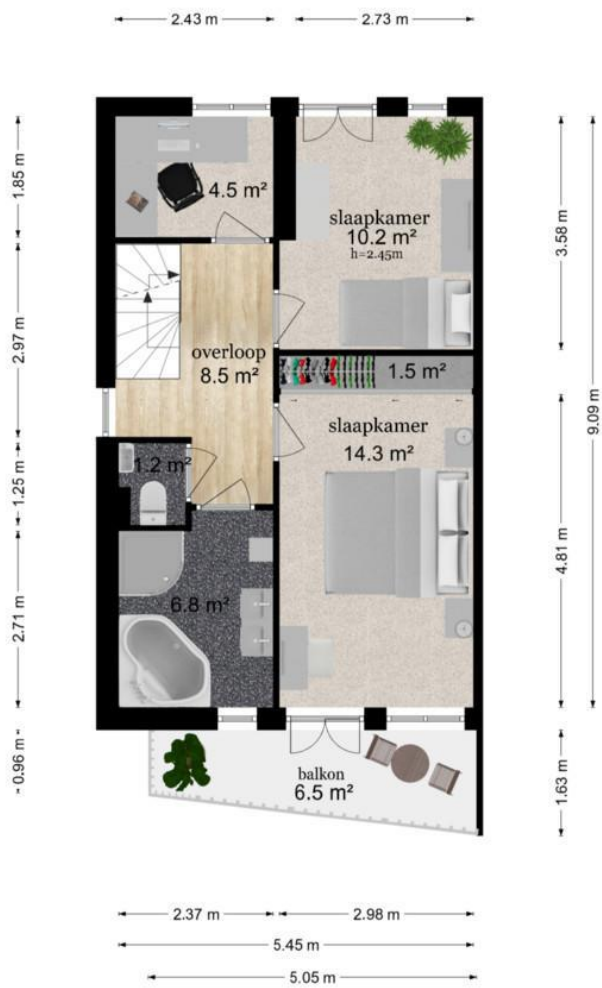 2.43 m
2.73 m
1.85 m
2.97 m
1.25 m
2.71 m
0.96 m
4.5 m²
slaapkamer
10.2 m²
h=2.45m
overloop
8.5 m²
1.5 m²
slaapkamer
14.3 m²
1.2 m²
6.8 m²
balkon
6.5 m²
3.58 m
9.09 m
4.81 m
1.63 m
2.37 m
2.98 m
5.45 m
5.05 m